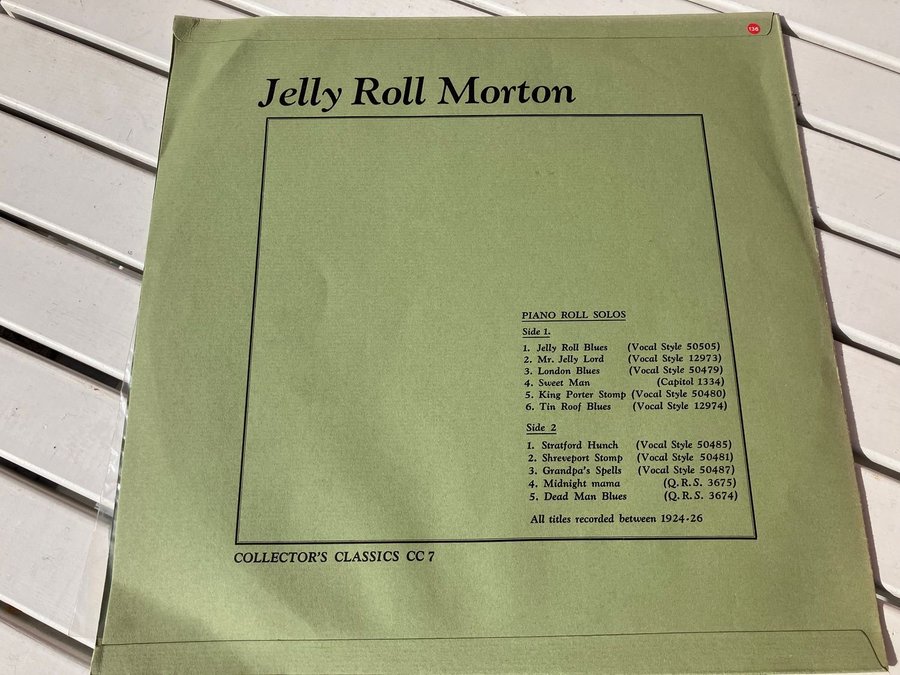 136
Jelly Roll Morton
PIANO ROLL SOLOS
Side 1.
1. Jelly Roll Blues (Vocal Style 50505)
2. Mr. Jelly Lord (Vocal Style 12973)
3. London Blues (Vocal Style 50479)
4. Sweet Man (Capitol 1334)
5. King Porter Stomp (Vocal Style 50480)
6. Tin Roof Blues (Vocal Style 12974)
Side 2
1. Stratford Hunch (Vocal Style 50485)
2. Shreveport Stomp (Vocal Style 50481)
3. Grandpa's Spells (Vocal Style 50487)
4. Midnight mama (Q. R. S. 3675)
5. Dead Man Blues (Q. R. S. 3674)
All titles recorded between 1924-26
COLLECTOR'S CLASSICS CC 7